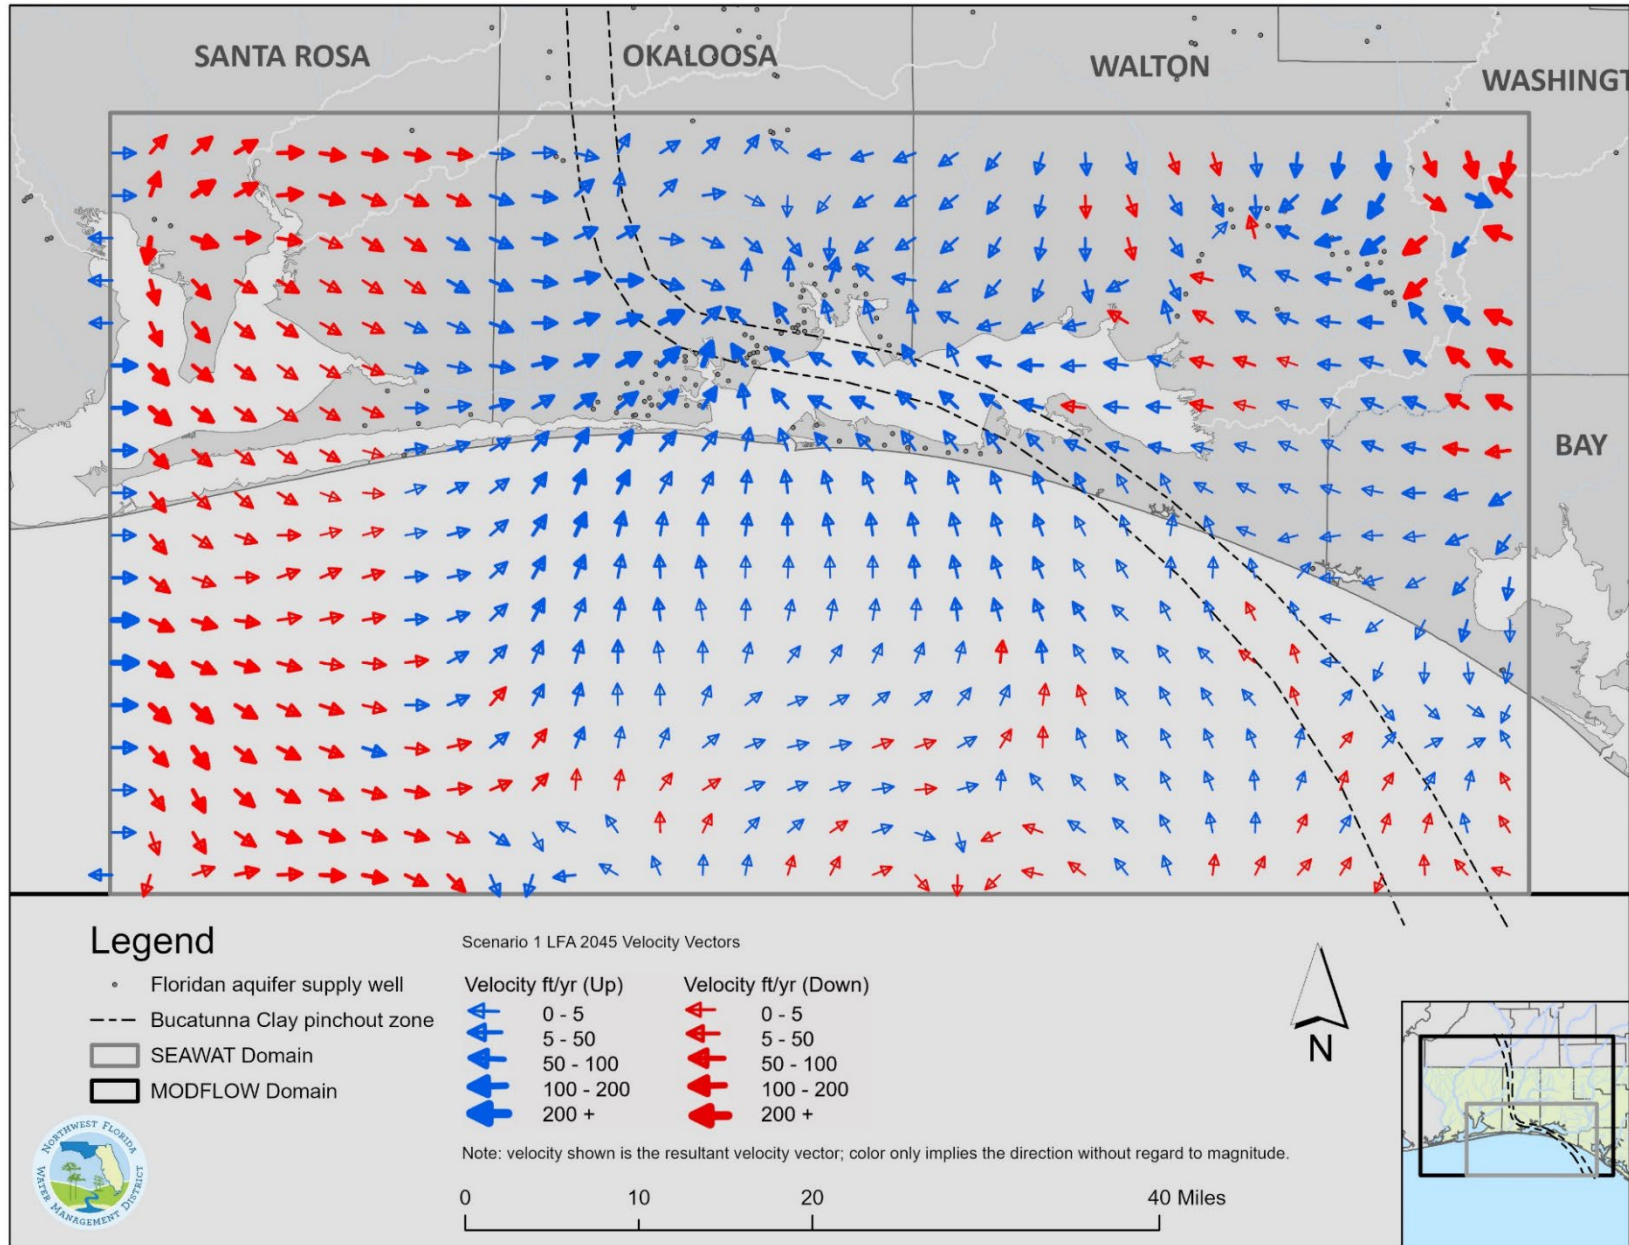 SANTA ROSA
OKALOOSA
WALTON
WASHINGT
BAY
Legend
Floridan aquifer supply well
Bucatunna Clay pinchout zone
SEAWAT Domain
MODFLOW Domain
Scenario 1 LFA 2045 Velocity Vectors
Velocity ft/yr (Up)
0 - 5
5 - 50
50 - 100
100 - 200
200 +
Velocity ft/yr (Down)
0 - 5
5 - 50
50 - 100
100 - 200
200 +
Note: velocity shown is the resultant velocity vector; color only implies the direction without regard to magnitude.
0 10 20 40 Miles
N
NORTHWEST FLORIDA
WATER MANAGEMENT DISTRICT